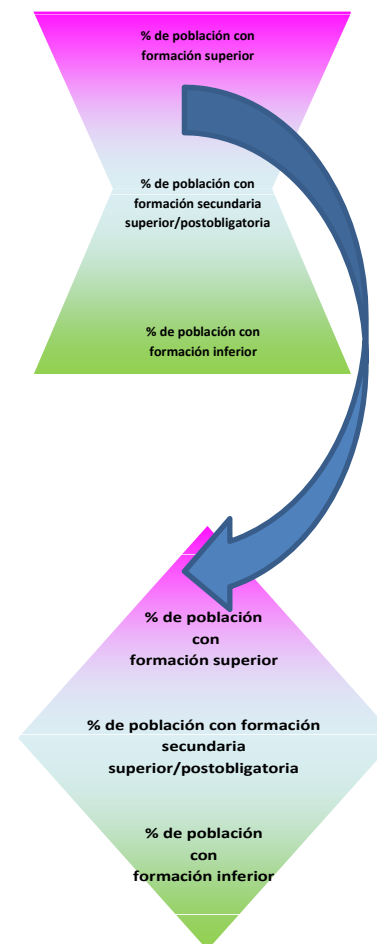 % de población con
formación superior
% de población con
formación secundaria
superior/postobligatoria
% de población con
formación inferior
% de población
con
formación superior
% de población con formación
secundaria
superior/postobligatoria
% de población
con
formación inferior